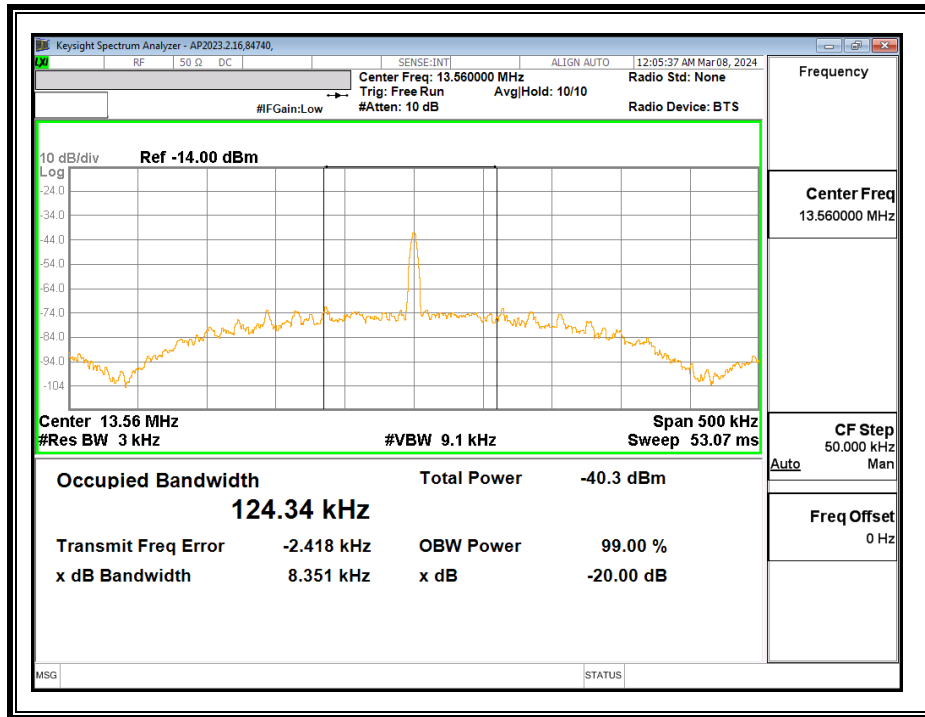 Keysight Spectrum Analyzer - AP2023.2.16,84740,
LXI RF 50 Ω DC SENSE:INT ALIGN AUTO 12:05:37 AM Mar 08, 2024
Center Freq: 13.560000 MHz Radio Std: None
Trig: Free Run Avg|Hold: 10/10
#IFGain:Low #Atten: 10 dB Radio Device: BTS
Frequency
10 dB/div Ref -14.00 dBm
Log
-24.0
-34.0
-44.0
-54.0
-64.0
-74.0
-84.0
-94.0
-104
Center 13.56 MHz Span 500 kHz
#Res BW 3 kHz #VBW 9.1 kHz Sweep 53.07 ms
Occupied Bandwidth Total Power -40.3 dBm
124.34 kHz
Transmit Freq Error -2.418 kHz OBW Power 99.00 %
x dB Bandwidth 8.351 kHz x dB -20.00 dB
Center Freq
13.560000 MHz
CF Step
50.000 kHz
Auto Man
Freq Offset
0 Hz
MSG STATUS